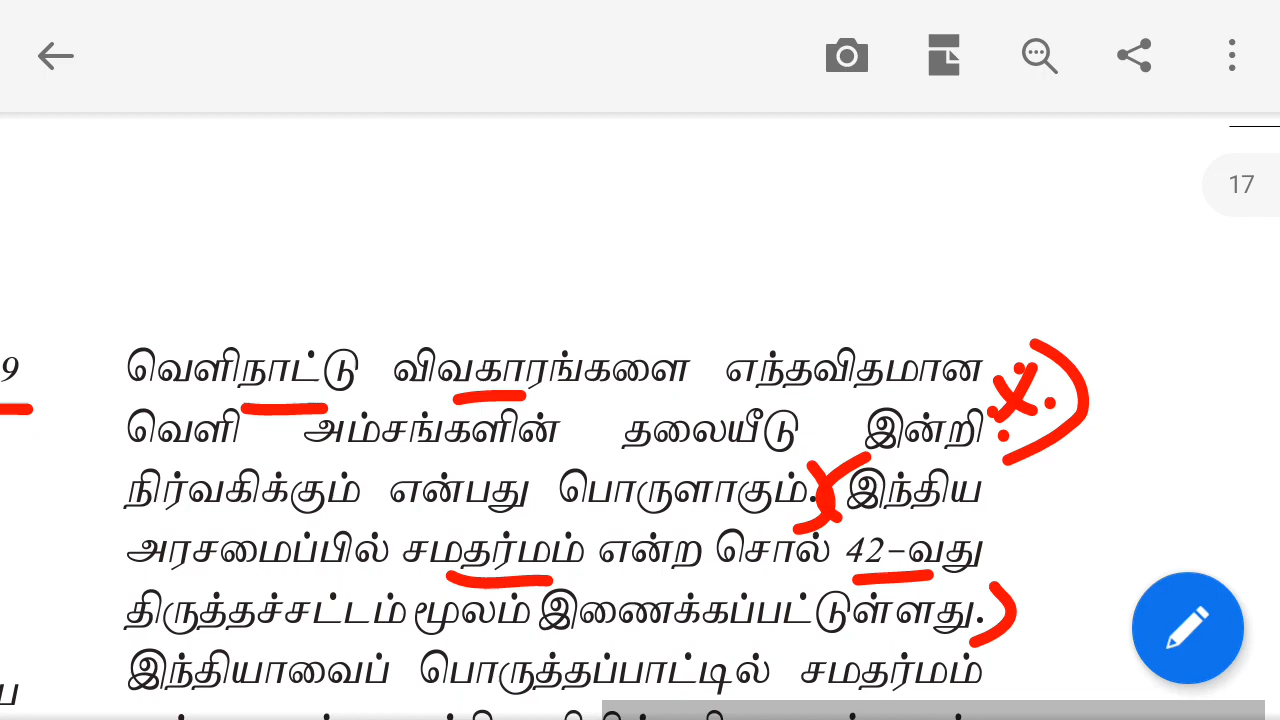 17
9
வெளிநாட்டு விவகாரங்களை எந்தவிதமான
வெளி அம்சங்களின் தலையீடு இன்றி
நிர்வகிக்கும் என்பது பொருளாகும். இந்திய
அரசமைப்பில் சமதர்மம் என்ற சொல் 42-வது
திருத்தச்சட்டம் மூலம் இணைக்கப்பட்டுள்ளது.
இந்தியாவைப் பொருத்தப்பாட்டில் சமதர்மம்